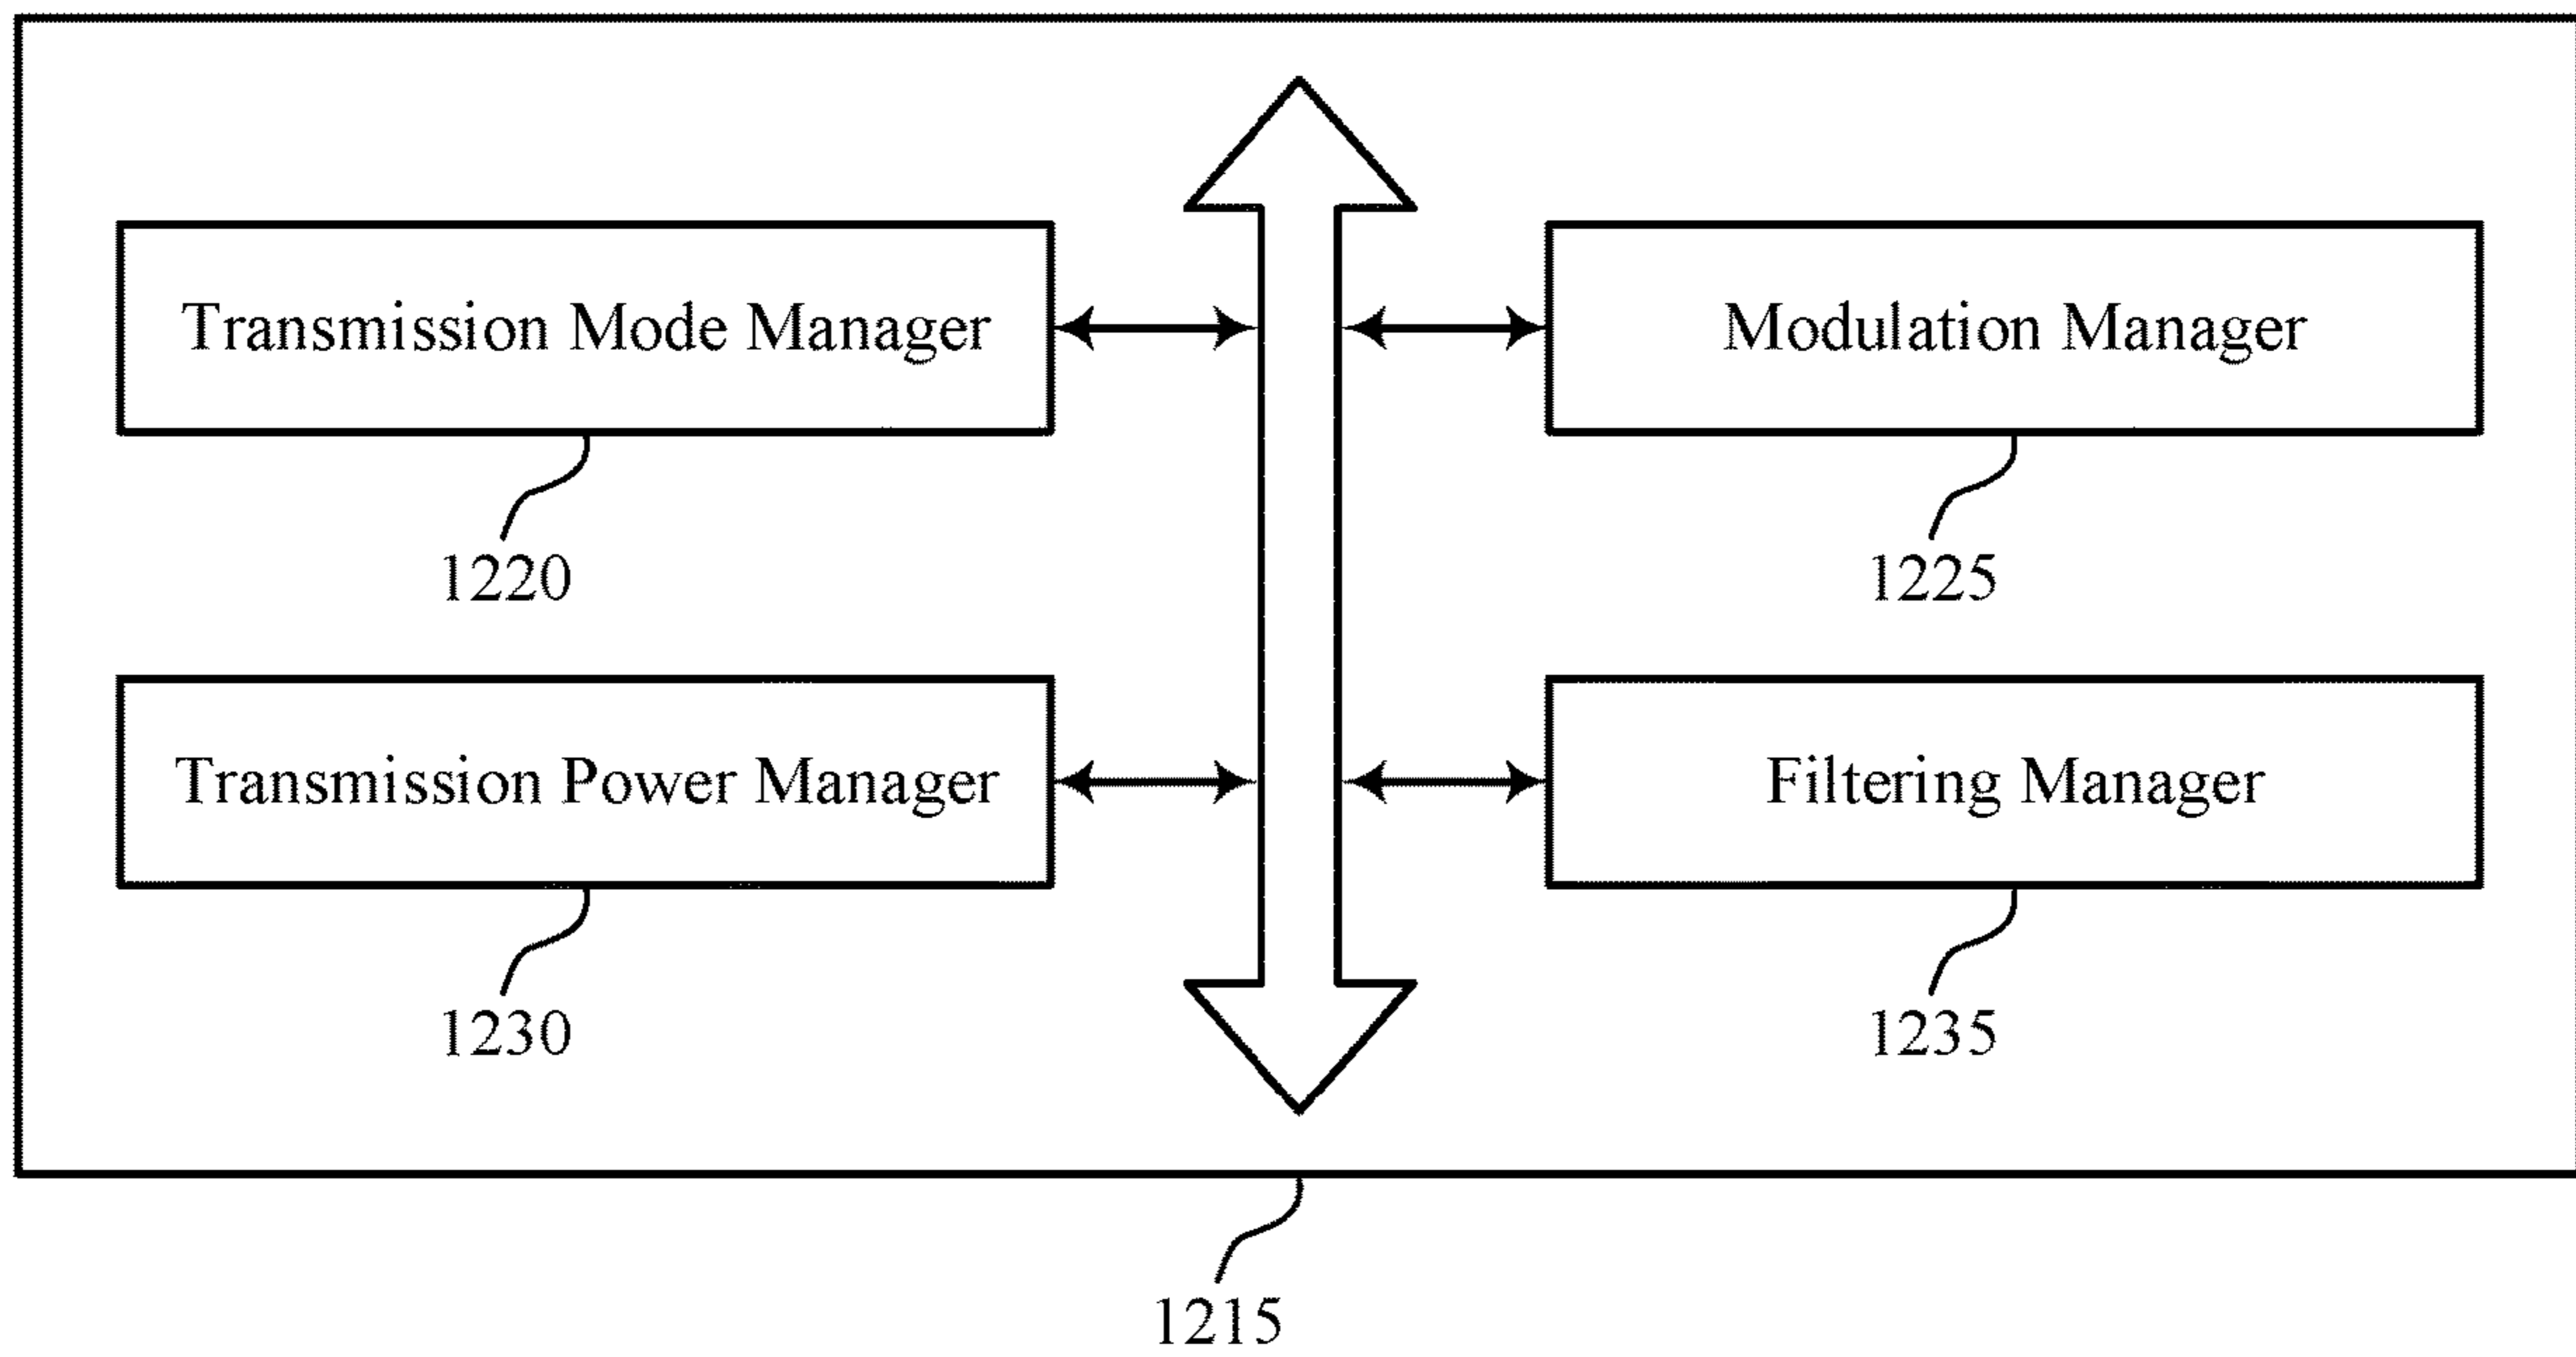 Transmission Mode Manager
Modulation Manager
1220
1225
Transmission Power Manager
Filtering Manager
1230
1235
1215